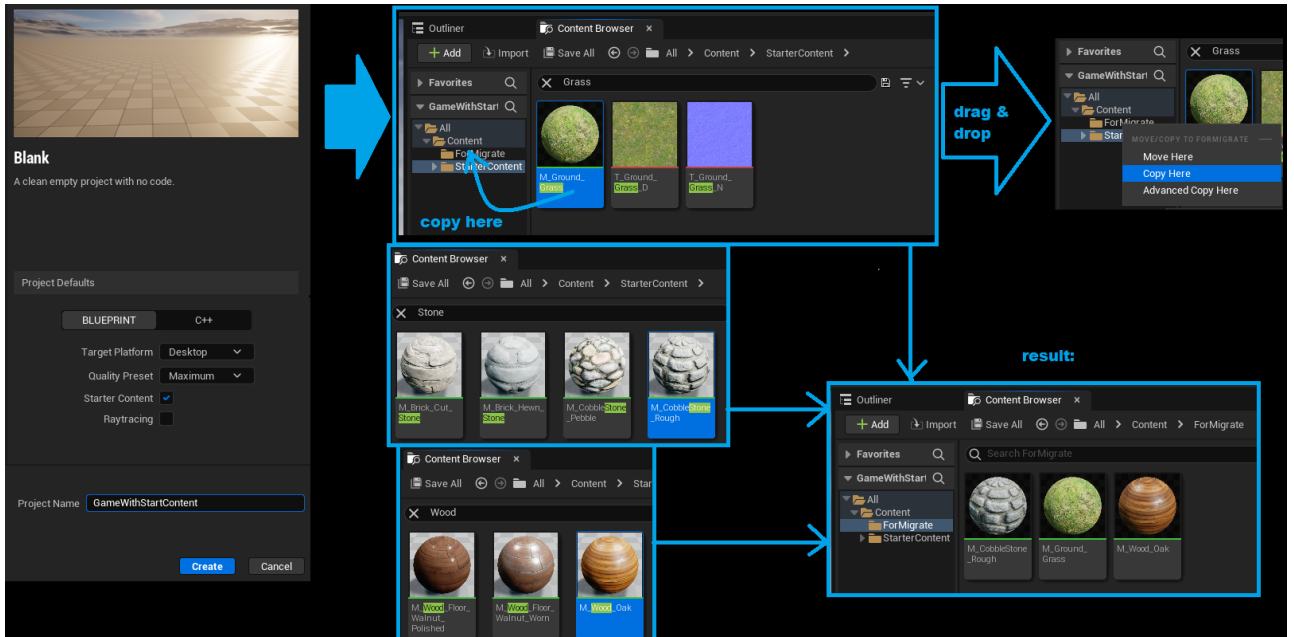 Blank
A clean empty project with no code.
Project Defaults
BLUEPRINT C++
Target Platform Desktop
Quality Preset Maximum
Starter Content
Raytracing
Project Name GameWithStartContent
Create Cancel
Outliner Content Browser ×
+ Add Import Save All All > Content > StarterContent >
Favorites Grass
GameWithStar
All
Content
ForMigrate
StarterContent
M_Ground_
Grass
T_Ground_
Grass_D
T_Ground_
Grass_N
copy here
drag &
drop
Favorites Grass
GameWithStar
All
Content
ForMigrate
Star
MOVE/COPY TO FORMIGRATE
Move Here
Copy Here
Advanced Copy Here
Content Browser ×
Save All All > Content > StarterContent >
Stone
M_Brick_Cut_
Stone
M_Brick_Hewn_
Stone
M_CobbleStone
_Pebble
M_CobbleStone
_Rough
Content Browser ×
Save All All > Content > Star
Wood
M_Wood_Floor_
Walnut_
Polished
M_Wood_Floor_
Walnut_Worn
M_Wood_Oak
result:
Outliner Content Browser ×
+ Add Import Save All All > Content > ForMigrate
Favorites Search ForMigrate
GameWithStar
All
Content
ForMigrate
StarterContent
M_CobbleStone
_Rough
M_Ground_
Grass
M_Wood_Oak